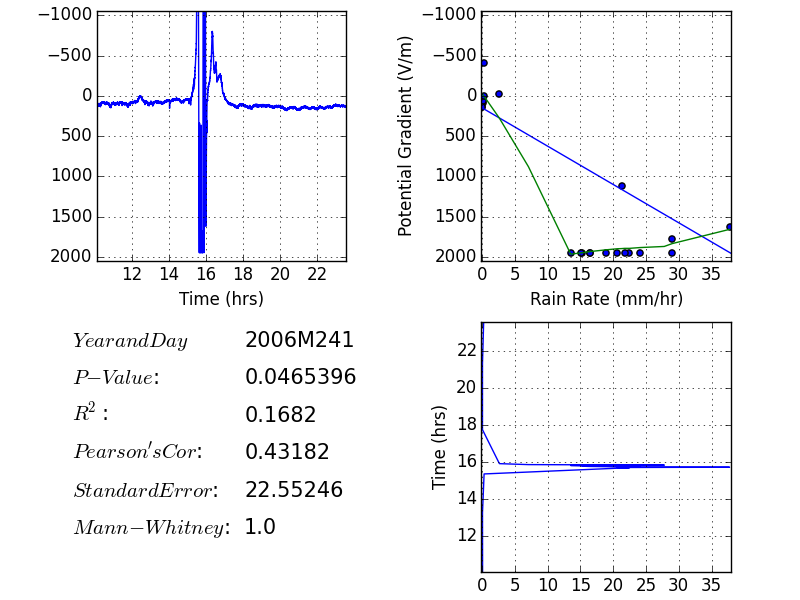 −1000
−500
0
500
1000
1500
2000
12 14 16 18 20 22
Time (hrs)
−1000
−500
0
500
1000
1500
2000
Potential Gradient (V/m)
0 5 10 15 20 25 30 35
Rain Rate (mm/hr)
YearandDay 2006M241
P−Value: 0.0465396
R²: 0.1682
Pearson'sCor: 0.43182
StandardError: 22.55246
Mann−Whitney: 1.0
22
20
18
16
14
12
Time (hrs)
0 5 10 15 20 25 30 35